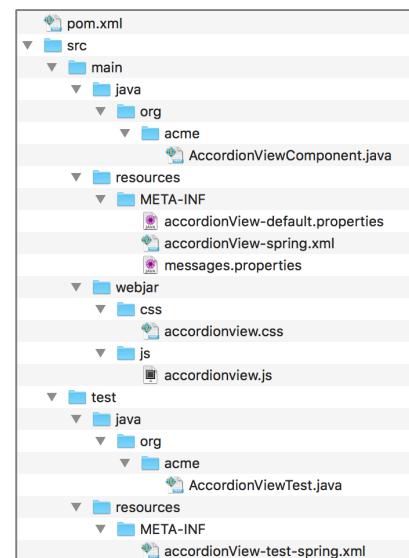 pom.xml
src
main
java
org
acme
AccordionViewComponent.java
resources
META-INF
accordionView-default.properties
accordionView-spring.xml
messages.properties
webjar
css
accordionview.css
js
accordionview.js
test
java
org
acme
AccordionViewTest.java
resources
META-INF
accordionView-test-spring.xml